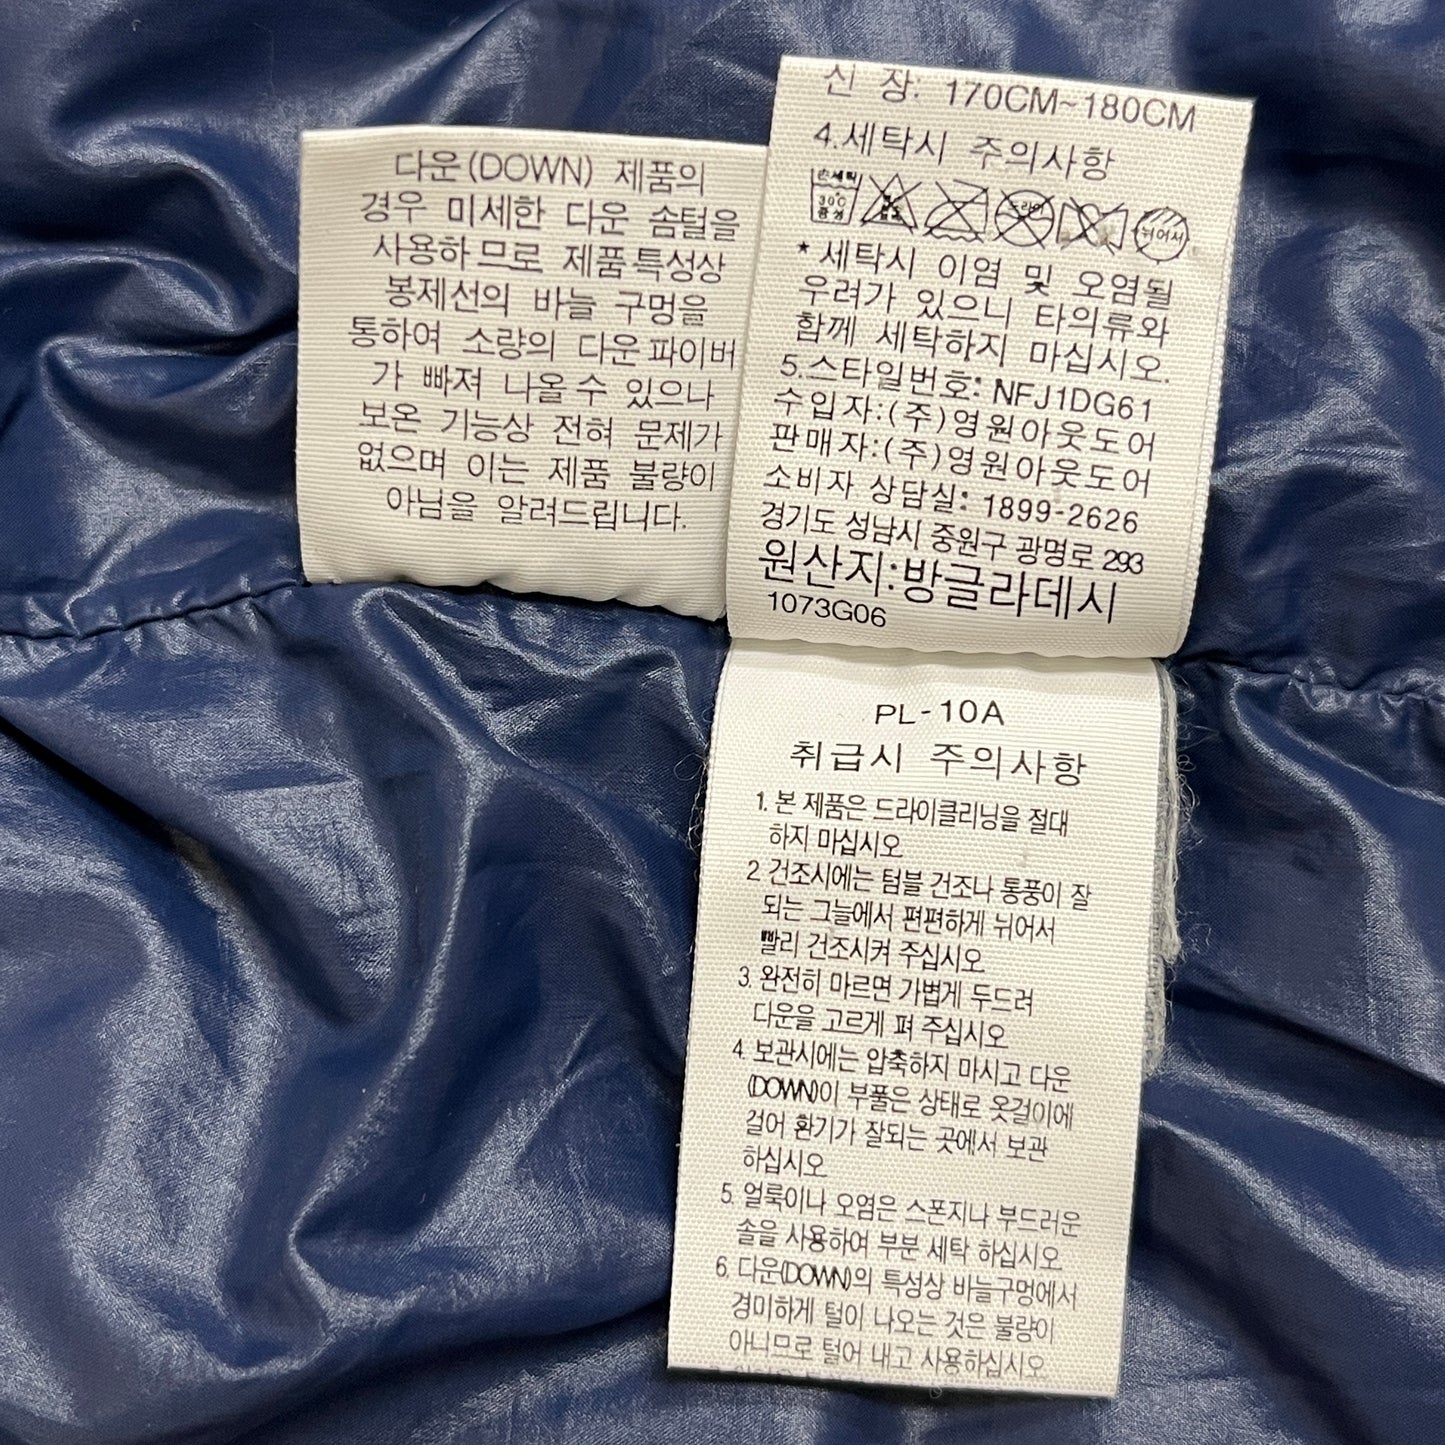 다운(DOWN) 제품의
경우 미세한 다운 솜털을
사용하므로 제품특성상
봉제선의 바늘 구멍을
통하여 소량의 다운파이버
가 빠져 나올수 있으나
보온 기능상 전혀 문제가
없으며 이는 제품 불량이
아님을 알려드립니다.
신 장: 170CM~180CM
4.세탁시 주의사항
손세탁
30℃
중성
드라이
뉘어서
*세탁시 이염 및 오염될
우려가 있으니 타의류와
함께 세탁하지 마십시오.
5.스타일번호: NFJ1DG61
수입자:(주)영원아웃도어
판매자:(주)영원아웃도어
소비자 상담실: 1899-2626
경기도 성남시 중원구 광명로 293
원산지:방글라데시
1073G06
PL-10A
취급시 주의사항
1. 본 제품은 드라이클리닝을 절대
하지 마십시오
2. 건조시에는 텀블 건조나 통풍이 잘
되는 그늘에서 편편하게 뉘어서
빨리 건조시켜 주십시오
3. 완전히 마르면 가볍게 두드려
다운을 고르게 펴 주십시오
4. 보관시에는 압축하지 마시고 다운
(DOWN)이 부풀은 상태로 옷걸이에
걸어 환기가 잘되는 곳에서 보관
하십시오
5. 얼룩이나 오염은 스폰지나 부드러운
솔을 사용하여 부분 세탁 하십시오
6. 다운(DOWN)의 특성상 바늘구멍에서
경미하게 털이 나오는 것은 불량이
아니므로 털어 내고 사용하십시오